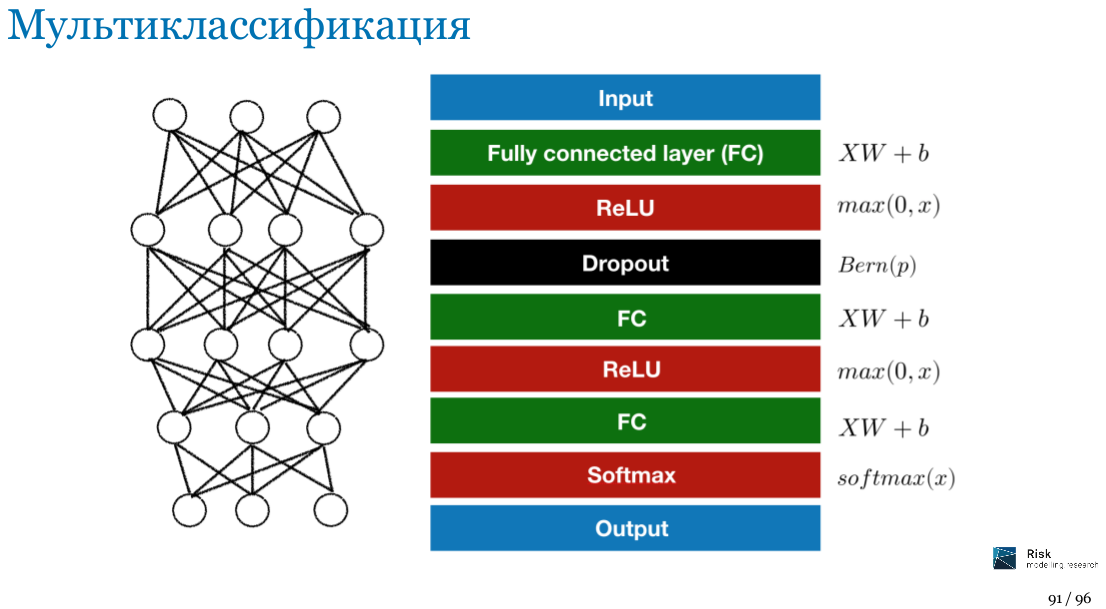 Мультиклассификация
Input
Fully connected layer (FC) XW + b
ReLU max(0, x)
Dropout Bern(p)
FC XW + b
ReLU max(0, x)
FC XW + b
Softmax softmax(x)
Output
Risk
modelling research
91 / 96